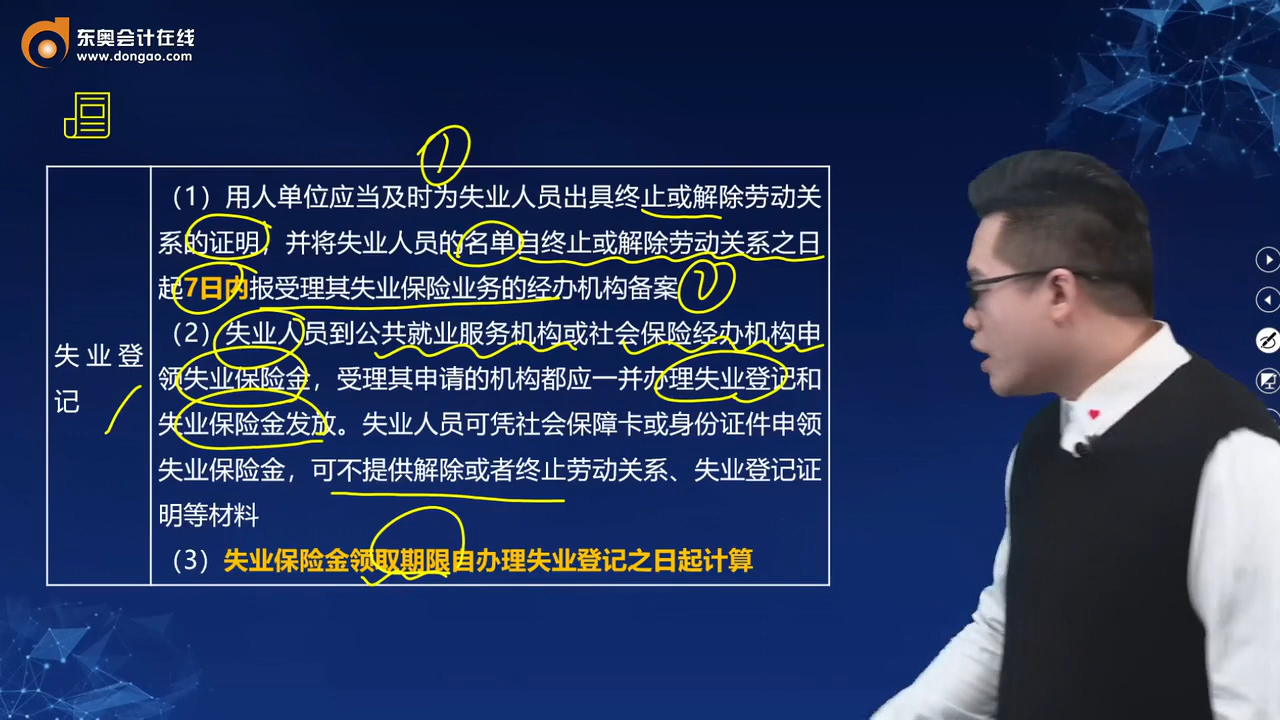 东奥会计在线
www.dongao.com
①
(1)用人单位应当及时为失业人员出具终止或解除劳动关
系的证明,并将失业人员的名单自终止或解除劳动关系之日
起7日内报受理其失业保险业务的经办机构备案②
(2)失业人员到公共就业服务机构或社会保险经办机构申
领失业保险金,受理其申请的机构都应一并办理失业登记和
失业保险金发放。失业人员可凭社会保障卡或身份证件申领
失业保险金,可不提供解除或者终止劳动关系、失业登记证
明等材料
(3)失业保险金领取期限自办理失业登记之日起计算
失业登
记